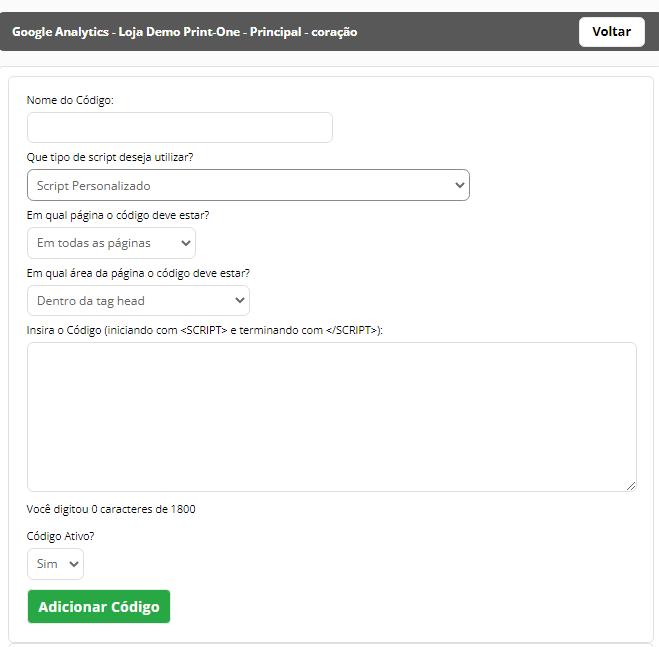 Google Analytics - Loja Demo Print-One - Principal - coração
Voltar
Nome do Código:
Que tipo de script deseja utilizar?
Script Personalizado
Em qual página o código deve estar?
Em todas as páginas
Em qual área da página o código deve estar?
Dentro da tag head
Insira o Código (iniciando com <SCRIPT> e terminando com </SCRIPT>):
Você digitou 0 caracteres de 1800
Código Ativo?
Sim
Adicionar Código